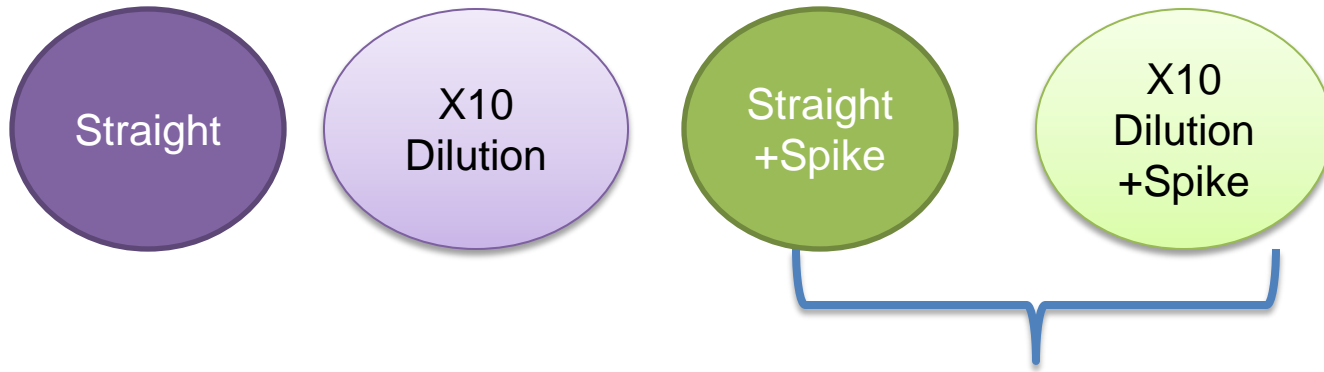 Straight
X10
Dilution
Straight
+Spike
X10
Dilution
+Spike